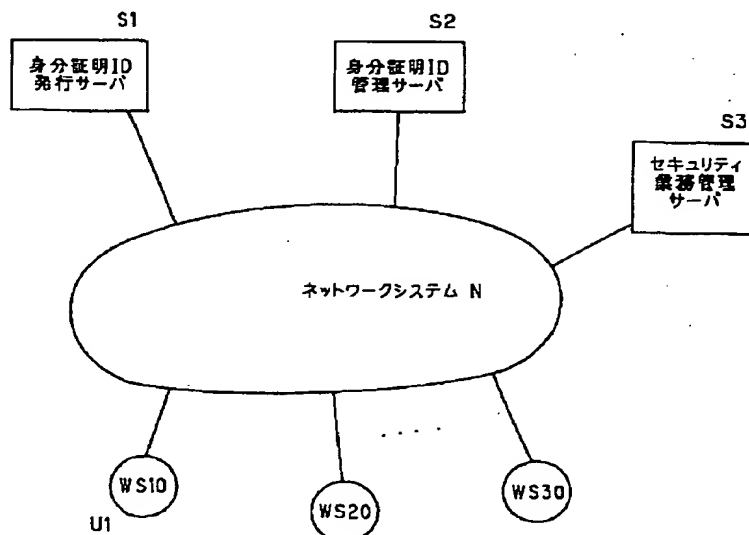 S1
身分証明ID
発行サーバ
S2
身分証明ID
管理サーバ
S3
セキュリティ
業務管理
サーバ
ネットワークシステム N
WS10
U1
WS20
....
WS30